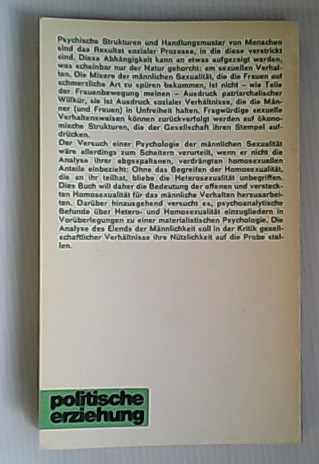 Psychische Strukturen und Handlungsmuster von Menschen
sind das Resultat sozialer Prozesse, in die diese verstrickt
sind. Diese Abhängigkeit kann an etwas aufgezeigt werden,
was scheinbar nur der Natur gehorcht: am sexuellen Verhal-
ten. Die Misere der männlichen Sexualität, die die Frauen auf
schmerzliche Art zu spüren bekommen, ist nicht – wie Teile
der Frauenbewegung meinen – Ausdruck patriarchalischer
Willkür, sie ist Ausdruck sozialer Verhältnisse, die die Män-
ner (und Frauen) in Unfreiheit halten. Fragwürdige sexuelle
Verhaltensweisen können zurückverfolgt werden auf ökono-
mische Strukturen, die der Gesellschaft ihren Stempel auf-
drücken.
Der Versuch einer Psychologie der männlichen Sexualität
wäre allerdings zum Scheitern verurteilt, wenn er nicht die
Analyse ihrer abgespaltenen, verdrängten homosexuellen
Anteile einbezieht: Ohne das Begreifen der Homosexualität,
die an ihr teilhat, bliebe die Heterosexualität unbegriffen.
Dies Buch will daher die Bedeutung der offenen und versteck-
ten Homosexualität für das männliche Verhalten herausarbei-
ten. Darüber hinausgehend versucht es, psychoanalytische
Befunde über Hetero- und Homosexualität einzugliedern in
Vorüberlegungen zu einer materialistischen Psychologie. Die
Analyse des Elends der Männlichkeit soll in der Kritik gesell-
schaftlicher Verhältnisse ihre Nützlichkeit auf die Probe stel-
len.
politische
erziehung